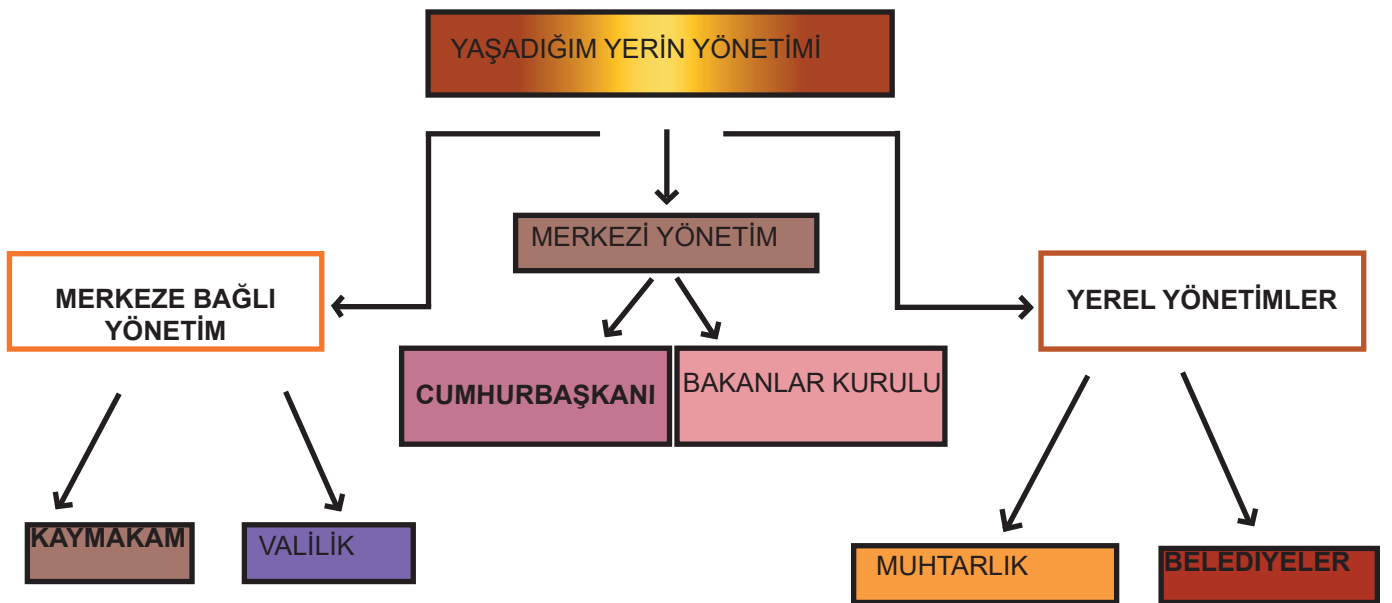 YAŞADIĞIM YERİN YÖNETİMİ
MERKEZİ YÖNETİM
MERKEZE BAĞLI
YÖNETİM
YEREL YÖNETİMLER
CUMHURBAŞKANI
BAKANLAR KURULU
KAYMAKAM
VALİLİK
MUHTARLIK
BELEDİYELER